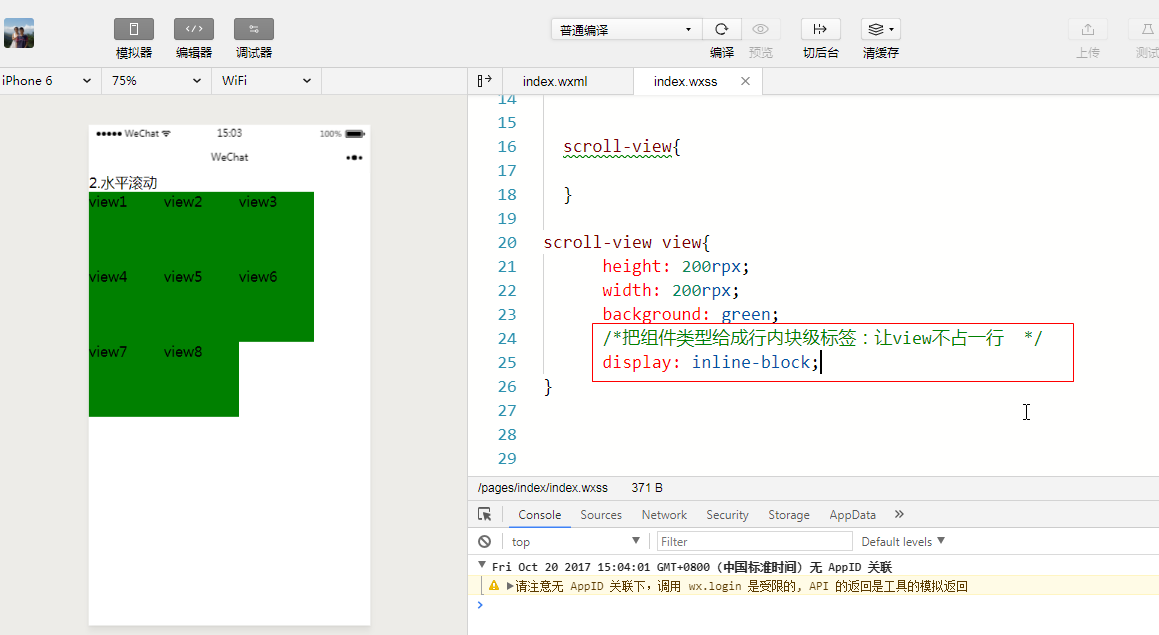 普通编译
模拟器 编辑器 调试器 编译 预览 切后台 清缓存 上传 测试
iPhone 6 75% WiFi
index.wxml index.wxss
WeChat 15:03 100%
WeChat
2.水平滚动
view1 view2 view3
view4 view5 view6
view7 view8
14
15
16 scroll-view{
17
18 }
19
20 scroll-view view{
21 height: 200rpx;
22 width: 200rpx;
23 background: green;
24 /*把组件类型给成行内块级标签：让view不占一行 */
25 display: inline-block;
26 }
27
28
29
/pages/index/index.wxss 371 B
Console Sources Network Security Storage AppData
top Filter Default levels
Fri Oct 20 2017 15:04:01 GMT+0800 (中国标准时间) 无 AppID 关联
请注意无 AppID 关联下，调用 wx.login 是受限的, API 的返回是工具的模拟返回